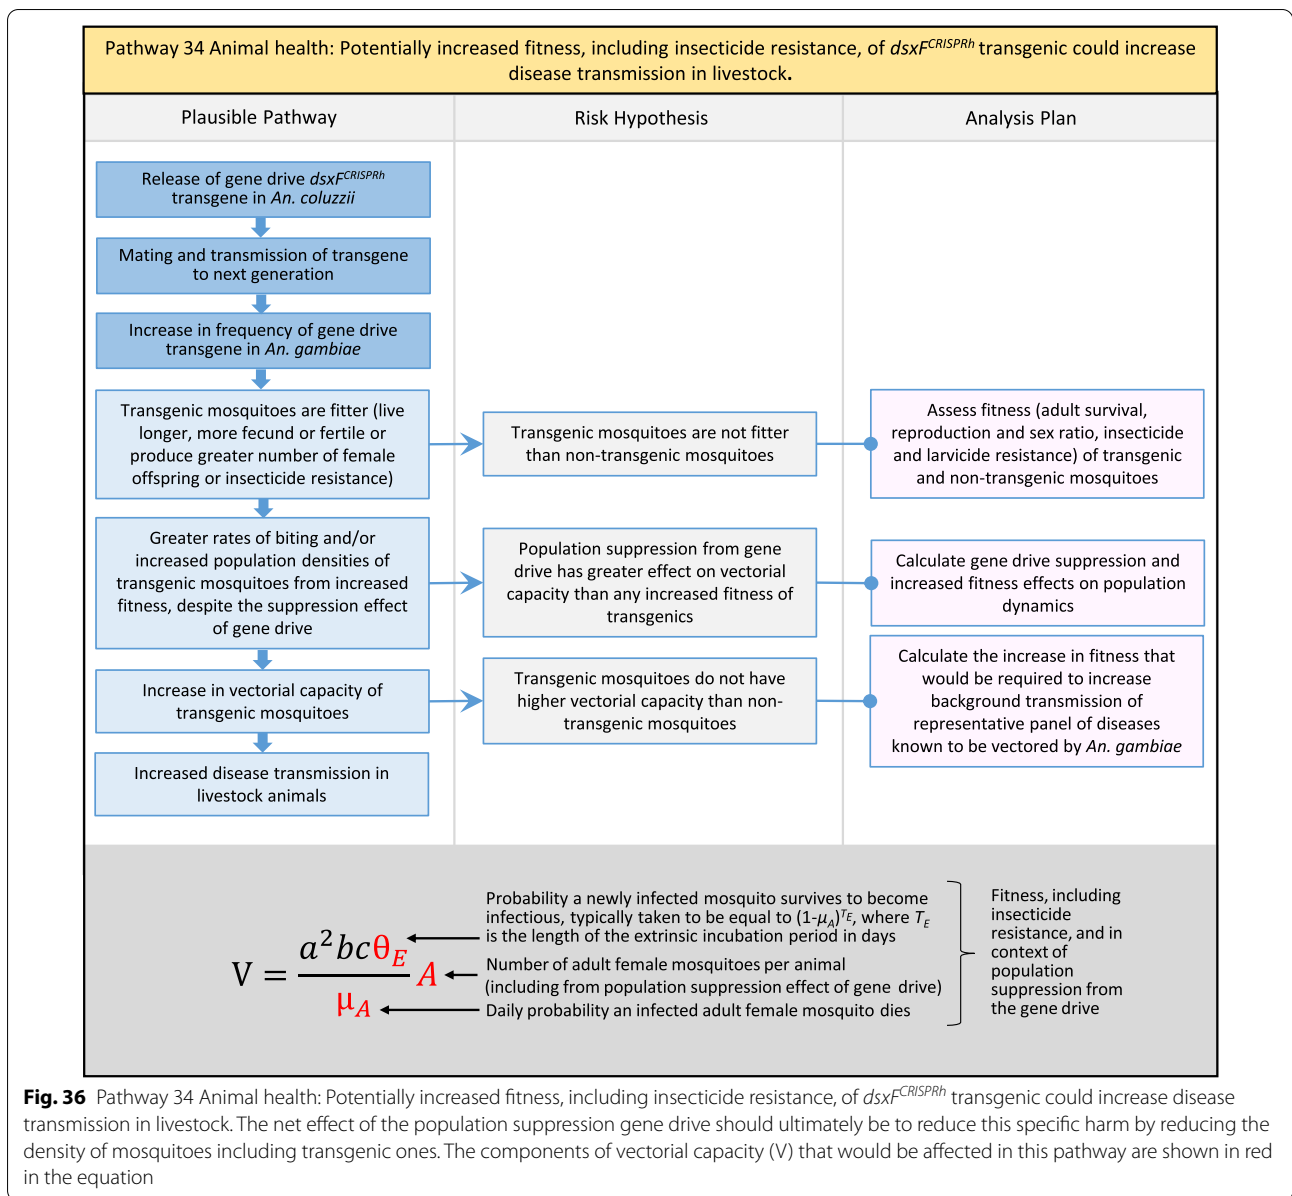 Pathway 34 Animal health: Potentially increased fitness, including insecticide resistance, of dsxF^CRISPRh transgenic could increase
disease transmission in livestock.
Plausible Pathway
Risk Hypothesis
Analysis Plan
Release of gene drive dsxF^CRISPRh
transgene in An. coluzzii
Mating and transmission of transgene
to next generation
Increase in frequency of gene drive
transgene in An. gambiae
Transgenic mosquitoes are fitter (live
longer, more fecund or fertile or
produce greater number of female
offspring or insecticide resistance)
Transgenic mosquitoes are not fitter
than non-transgenic mosquitoes
Assess fitness (adult survival,
reproduction and sex ratio, insecticide
and larvicide resistance) of transgenic
and non-transgenic mosquitoes
Greater rates of biting and/or
increased population densities of
transgenic mosquitoes from increased
fitness, despite the suppression effect
of gene drive
Population suppression from gene
drive has greater effect on vectorial
capacity than any increased fitness of
transgenics
Calculate gene drive suppression and
increased fitness effects on population
dynamics
Increase in vectorial capacity of
transgenic mosquitoes
Transgenic mosquitoes do not have
higher vectorial capacity than non-
transgenic mosquitoes
Calculate the increase in fitness that
would be required to increase
background transmission of
representative panel of diseases
known to be vectored by An. gambiae
Increased disease transmission in
livestock animals
V = a²bcθ_E / μ_A A
Probability a newly infected mosquito survives to become
infectious, typically taken to be equal to (1-μ_A)^T_E, where T_E
is the length of the extrinsic incubation period in days
Number of adult female mosquitoes per animal
(including from population suppression effect of gene drive)
Daily probability an infected adult female mosquito dies
Fitness, including
insecticide
resistance, and in
context of
population
suppression from
the gene drive
Fig. 36 Pathway 34 Animal health: Potentially increased fitness, including insecticide resistance, of dsxF^CRISPRh transgenic could increase disease
transmission in livestock. The net effect of the population suppression gene drive should ultimately be to reduce this specific harm by reducing the
density of mosquitoes including transgenic ones. The components of vectorial capacity (V) that would be affected in this pathway are shown in red
in the equation